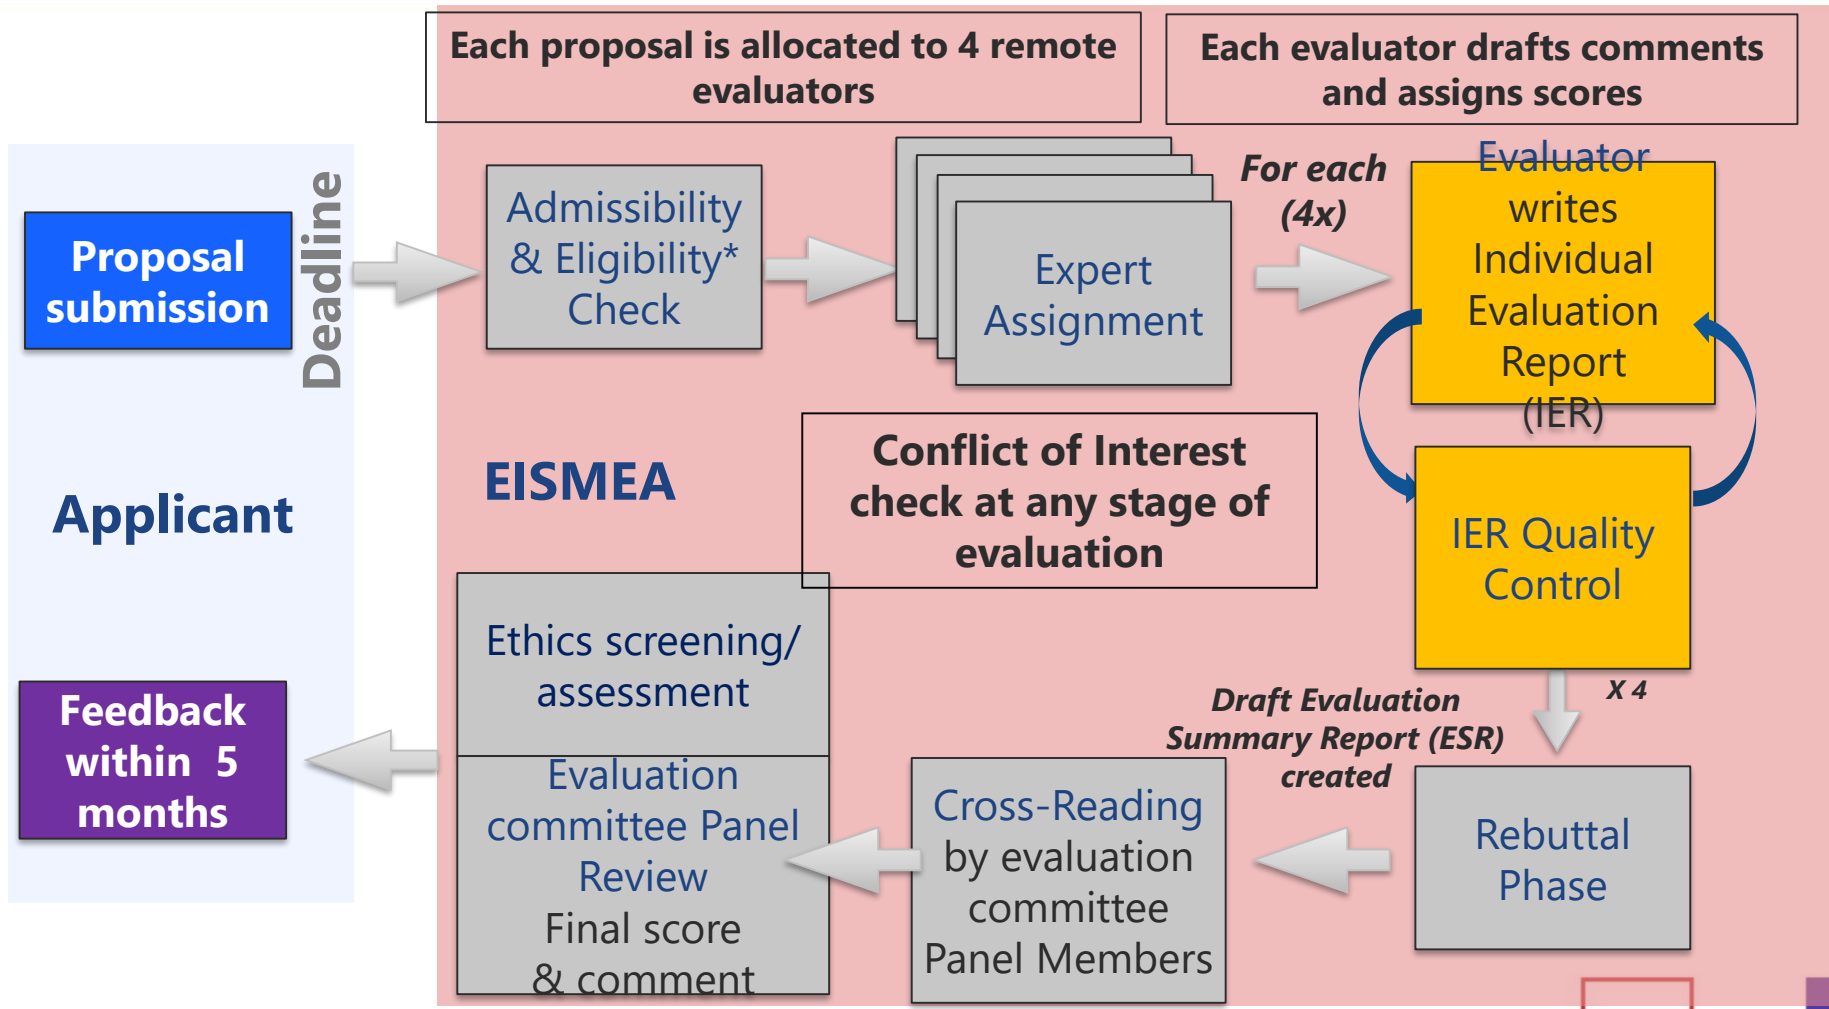 Each proposal is allocated to 4 remote
evaluators
Each evaluator drafts comments
and assigns scores
Proposal
submission
Deadline
Admissibility
& Eligibility*
Check
Expert
Assignment
For each
(4x)
Evaluator
writes
Individual
Evaluation
Report
(IER)
Applicant
EISMEA
Conflict of Interest
check at any stage of
evaluation
IER Quality
Control
X 4
Draft Evaluation
Summary Report (ESR)
created
Rebuttal
Phase
Cross-Reading
by evaluation
committee
Panel Members
Ethics screening/
assessment
Evaluation
committee Panel
Review
Final score
& comment
Feedback
within 5
months